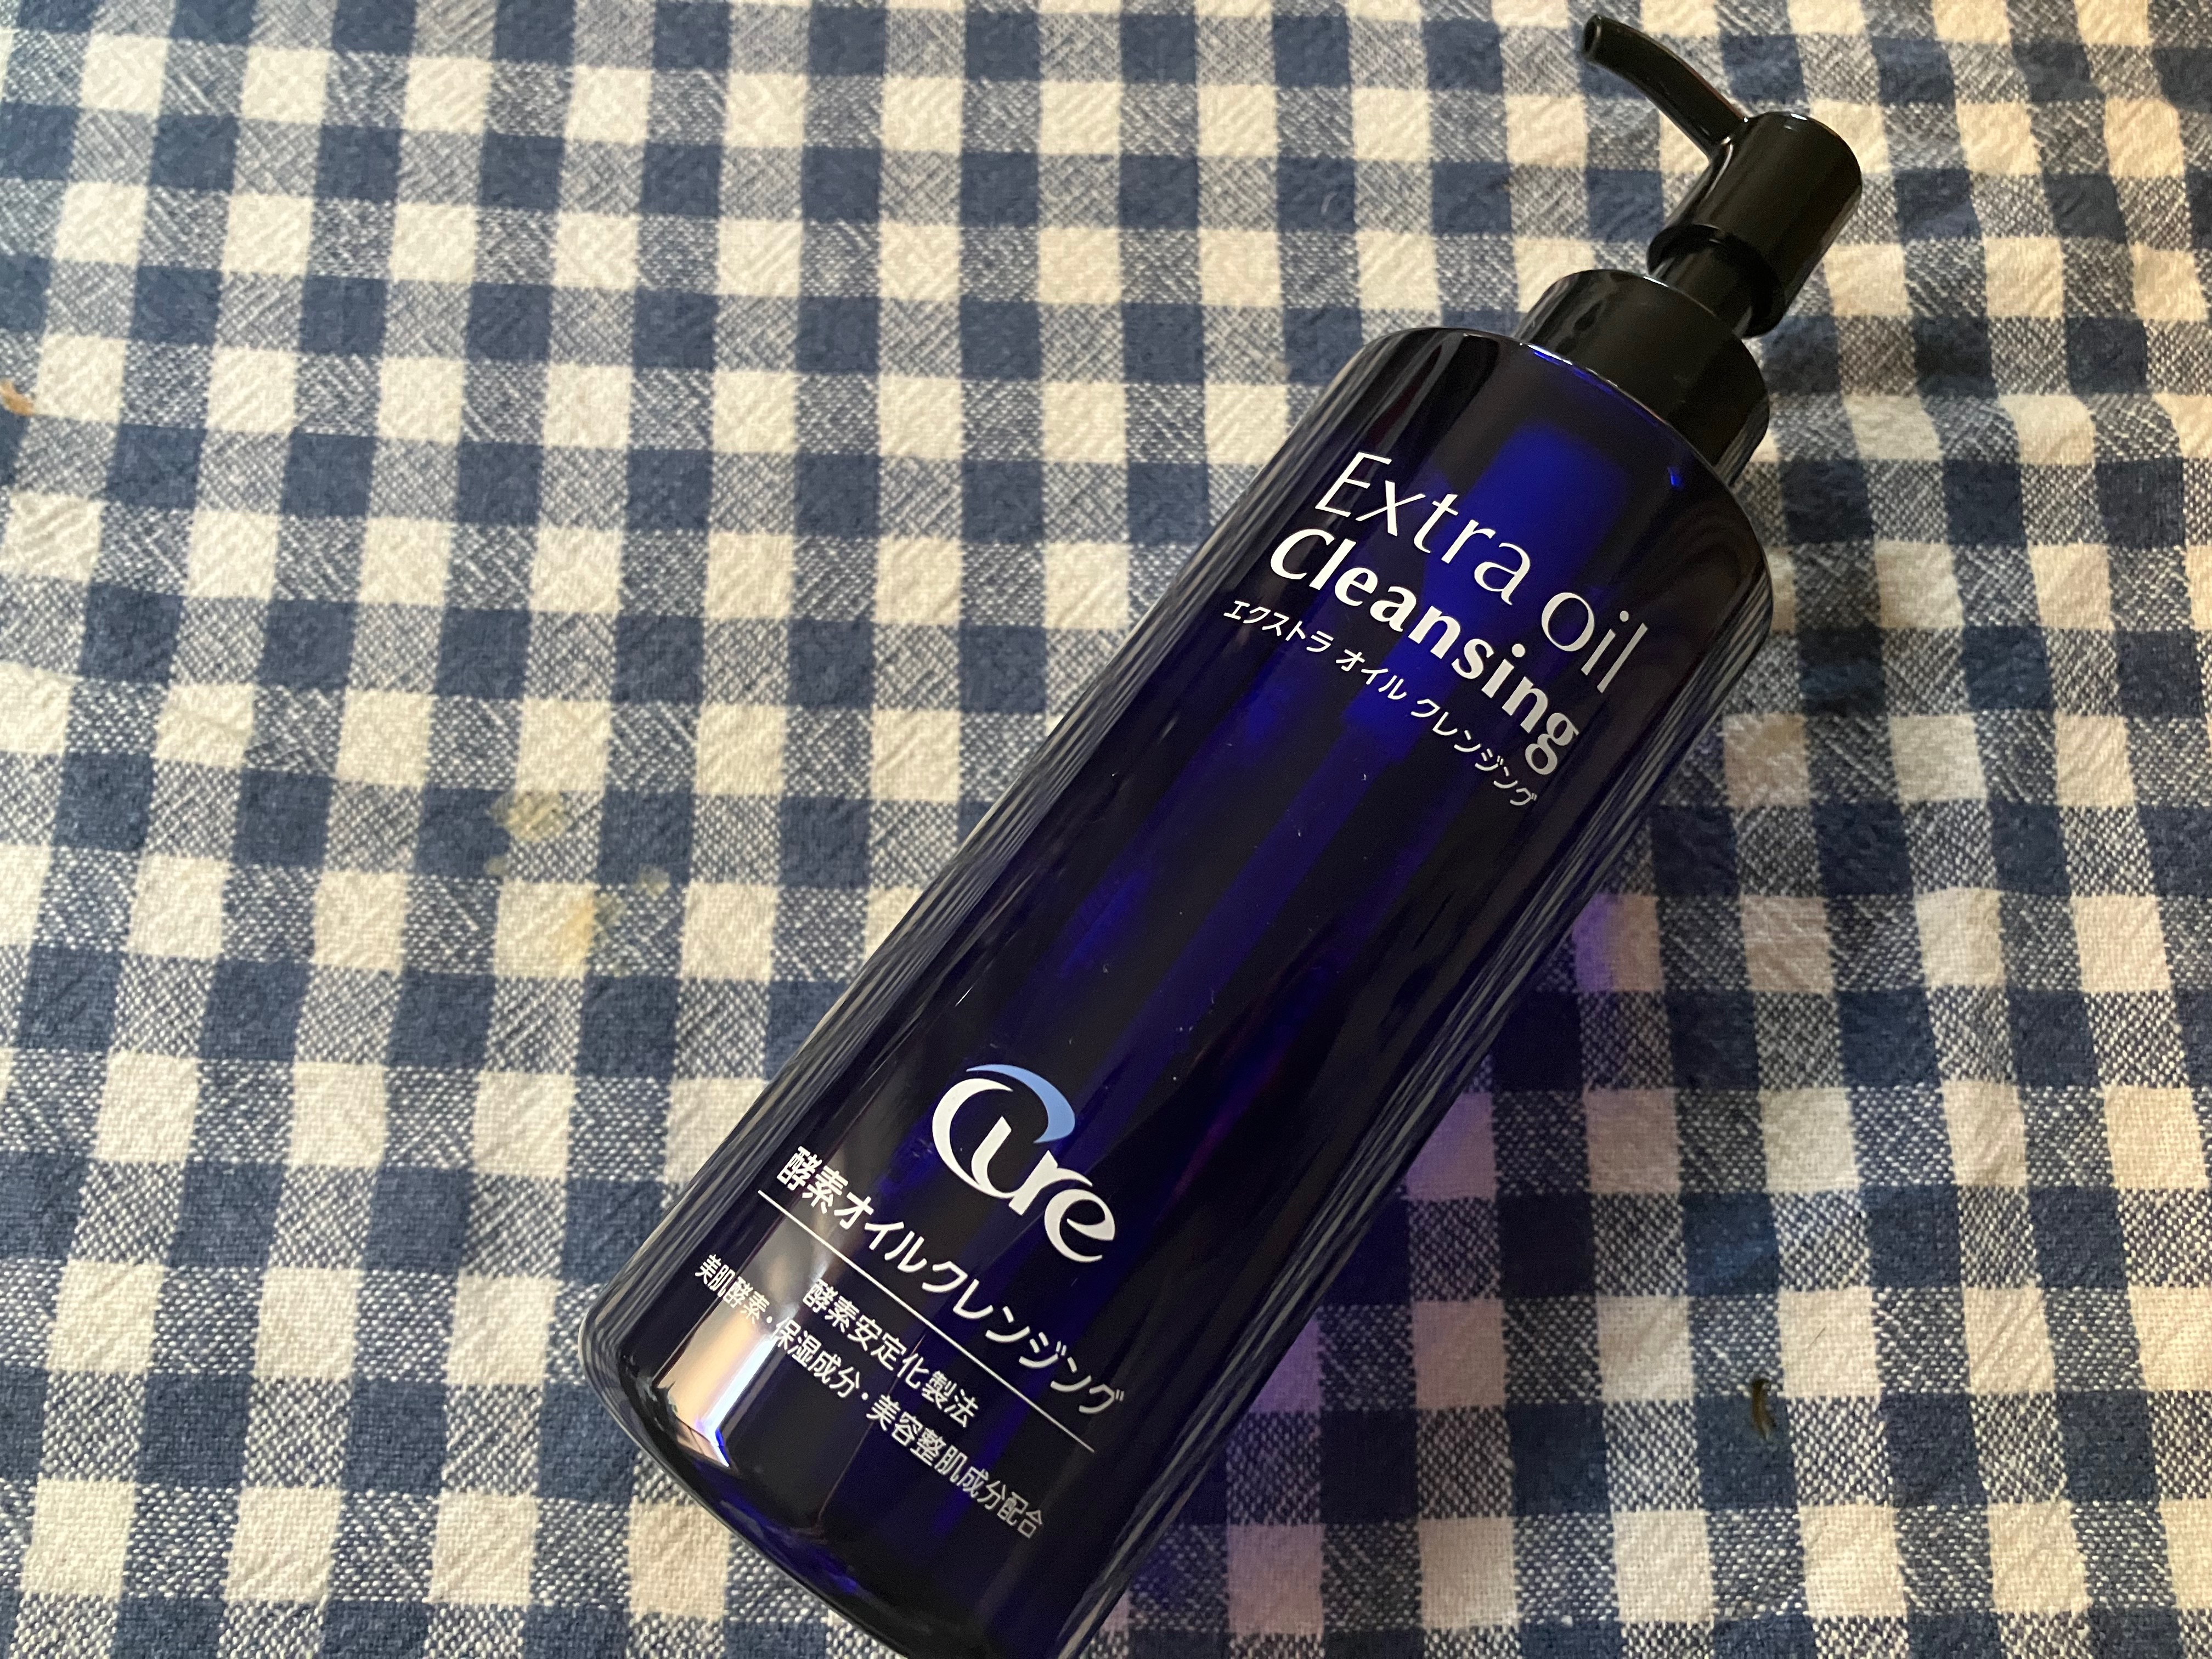 Extra Oil
Cleansing
エクストラ オイル クレンジング
Cure
酵素オイルクレンジング
酵素安定化製法
美肌酵素・保湿成分・美容整肌成分配合